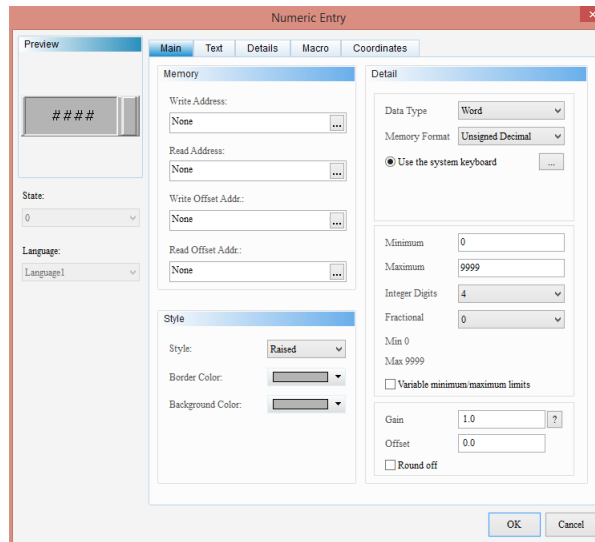 Numeric Entry
Preview
####
State:
0
Language:
Language1
Main Text Details Macro Coordinates
Memory
Write Address:
None ...
Read Address:
None ...
Write Offset Addr.:
None ...
Read Offset Addr.:
None ...
Style
Style: Raised
Border Color:
Background Color:
Detail
Data Type Word
Memory Format Unsigned Decimal
Use the system keyboard ...
Minimum 0
Maximum 9999
Integer Digits 4
Fractional 0
Min 0
Max 9999
Variable minimum/maximum limits
Gain 1.0 ?
Offset 0.0
Round off
OK Cancel